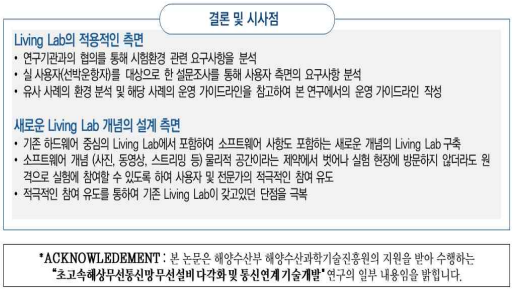 결론 및 시사점
Living Lab의 적용적인 측면
• 연구기관과의 협의를 통해 시험환경 관련 요구사항을 분석
• 실 사용자(선박운항자)를 대상으로 한 설문조사를 통해 사용자 측면의 요구사항 분석
• 유사 사례의 환경 분석 및 해당 사례의 운영 가이드라인을 참고하여 본 연구에서의 운영 가이드라인 작성
새로운 Living Lab 개념의 설계 측면
• 기존 하드웨어 중심의 Living Lab에서 포함하여 소프트웨어 사항도 포함하는 새로운 개념의 Living Lab 구축
• 소프트웨어 개념 (사진, 동영상, 스트리밍 등) 물리적 공간이라는 제약에서 벗어나 실험 현장에 방문하지 않더라도 원
격으로 실험에 참여할 수 있도록 하여 사용자 및 전문가의 적극적인 참여 유도
• 적극적인 참여 유도를 통하여 기존 Living Lab이 갖고있던 단점을 극복
*ACKNOWLEDEMENT : 본 논문은 해양수산부 해양수산과학기술진흥원의 지원을 받아 수행하는
"초고속해상무선통신망 무선설비 다각화 및 통신연계 기술개발" 연구의 일부 내용임을 밝힙니다.